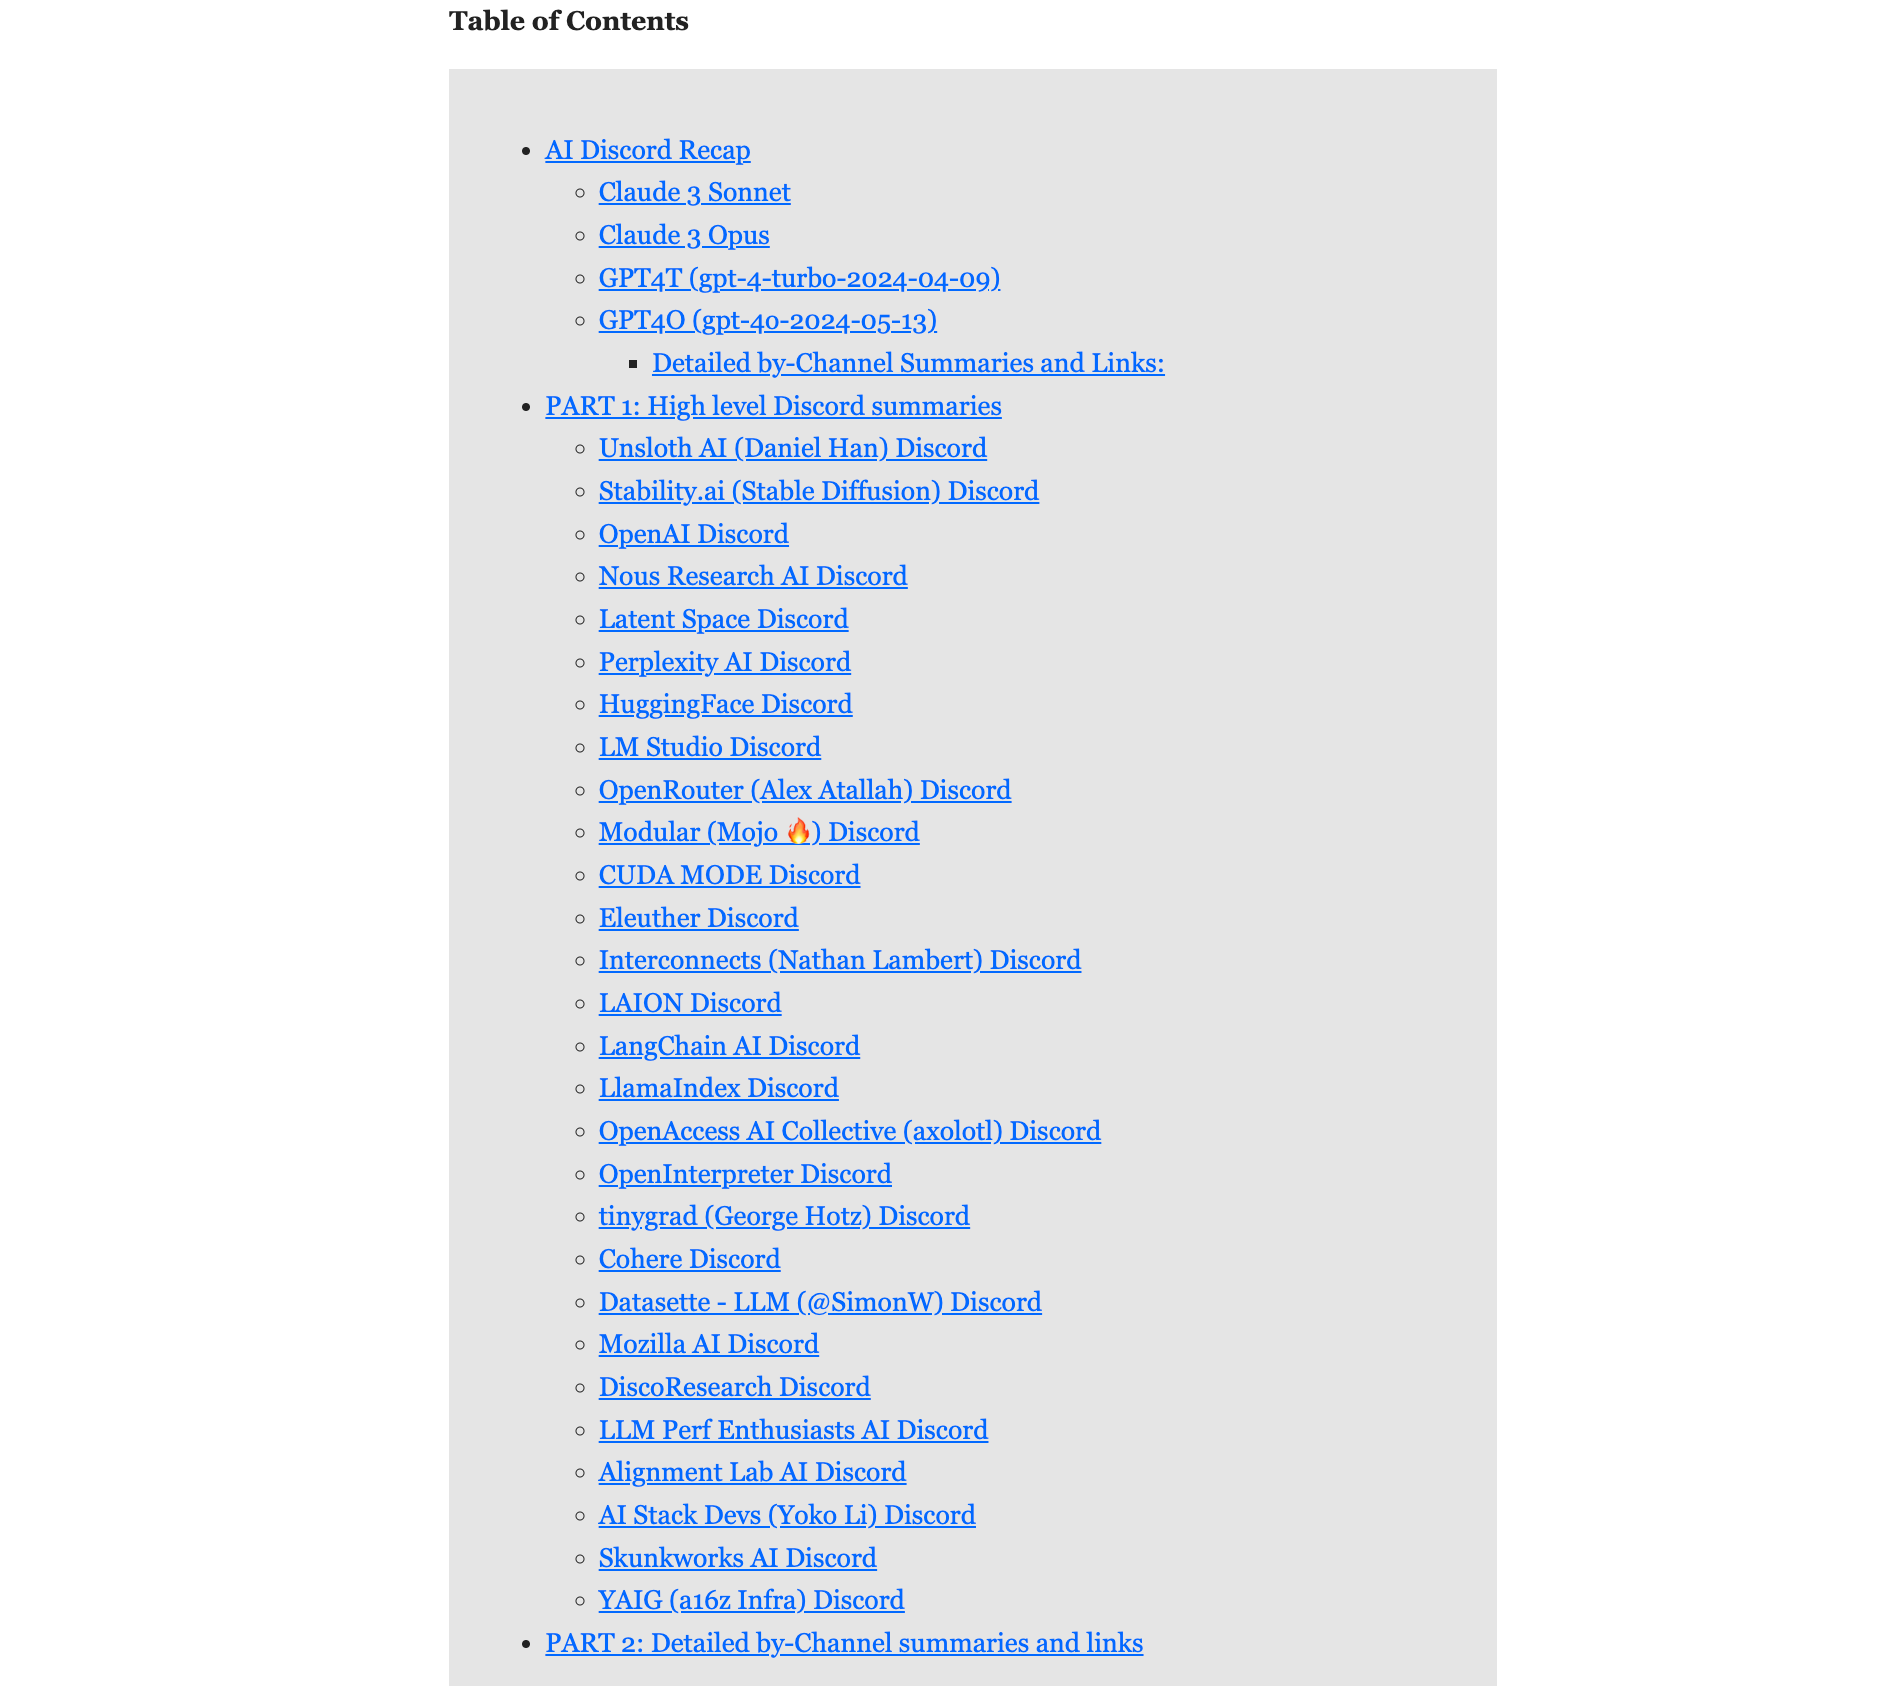 Table of Contents
AI Discord Recap
Claude 3 Sonnet
Claude 3 Opus
GPT4T (gpt-4-turbo-2024-04-09)
GPT4O (gpt-4o-2024-05-13)
Detailed by-Channel Summaries and Links:
PART 1: High level Discord summaries
Unsloth AI (Daniel Han) Discord
Stability.ai (Stable Diffusion) Discord
OpenAI Discord
Nous Research AI Discord
Latent Space Discord
Perplexity AI Discord
HuggingFace Discord
LM Studio Discord
OpenRouter (Alex Atallah) Discord
Modular (Mojo 🔥) Discord
CUDA MODE Discord
Eleuther Discord
Interconnects (Nathan Lambert) Discord
LAION Discord
LangChain AI Discord
LlamaIndex Discord
OpenAccess AI Collective (axolotl) Discord
OpenInterpreter Discord
tinygrad (George Hotz) Discord
Cohere Discord
Datasette - LLM (@SimonW) Discord
Mozilla AI Discord
DiscoResearch Discord
LLM Perf Enthusiasts AI Discord
Alignment Lab AI Discord
AI Stack Devs (Yoko Li) Discord
Skunkworks AI Discord
YAIG (a16z Infra) Discord
PART 2: Detailed by-Channel summaries and links